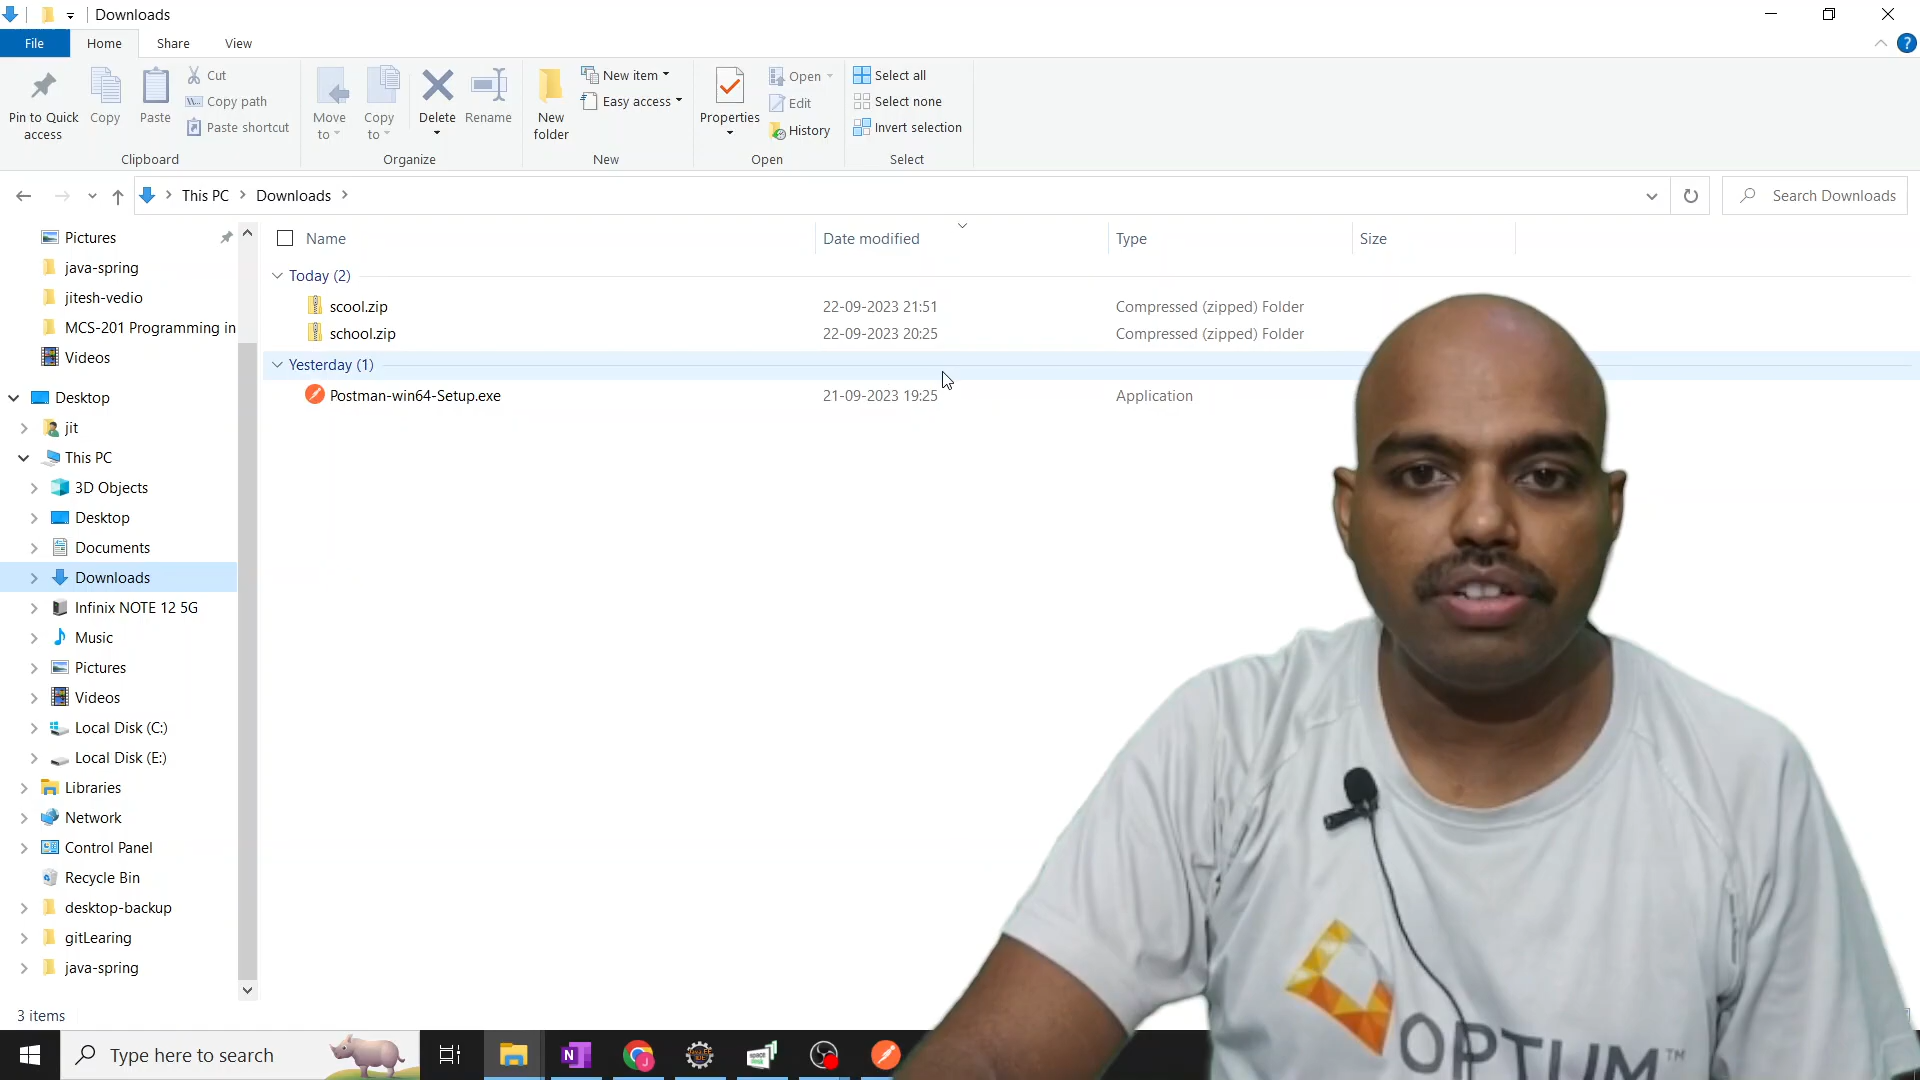 Downloads
File Home Share View
Pin to Quick access
Copy
Paste
Cut
Copy path
Paste shortcut
Clipboard
Move to
Copy to
Delete
Rename
Organize
New folder
New item
Easy access
New
Properties
Open
Edit
History
Open
Select all
Select none
Invert selection
Select
This PC Downloads
Search Downloads
Pictures
java-spring
jitesh-vedio
MCS-201 Programming in
Videos
Desktop
jit
This PC
3D Objects
Desktop
Documents
Downloads
Infinix NOTE 12 5G
Music
Pictures
Videos
Local Disk (C:)
Local Disk (E:)
Libraries
Network
Control Panel
Recycle Bin
desktop-backup
gitLearing
java-spring
Name Date modified Type Size
Today (2)
scool.zip 22-09-2023 21:51 Compressed (zipped) Folder
school.zip 22-09-2023 20:25 Compressed (zipped) Folder
Yesterday (1)
Postman-win64-Setup.exe 21-09-2023 19:25 Application
OPTUM™
3 items
Type here to search